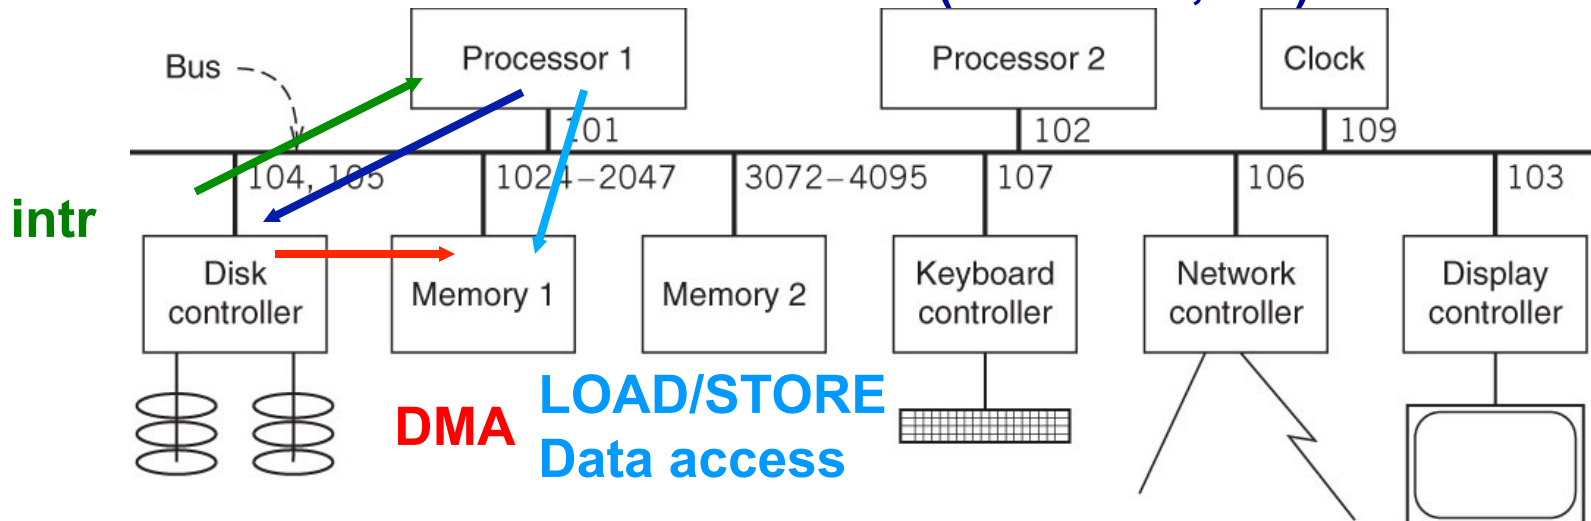 Bus
Processor 1
Processor 2
Clock
101
102
109
104, 105
1024–2047
3072–4095
107
106
103
intr
Disk
controller
Memory 1
Memory 2
Keyboard
controller
Network
controller
Display
controller
DMA
LOAD/STORE
Data access